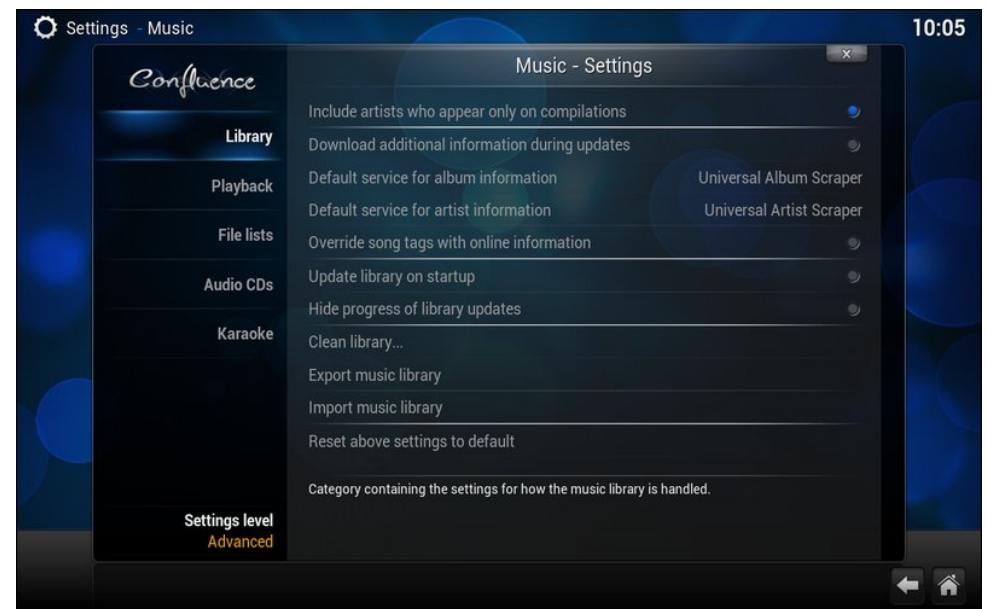 Settings - Music
10:05
Confluence
Music - Settings
x
Library
Playback
File lists
Audio CDs
Karaoke
Include artists who appear only on compilations
Download additional information during updates
Default service for album information Universal Album Scraper
Default service for artist information Universal Artist Scraper
Override song tags with online information
Update library on startup
Hide progress of library updates
Clean library...
Export music library
Import music library
Reset above settings to default
Category containing the settings for how the music library is handled.
Settings level
Advanced